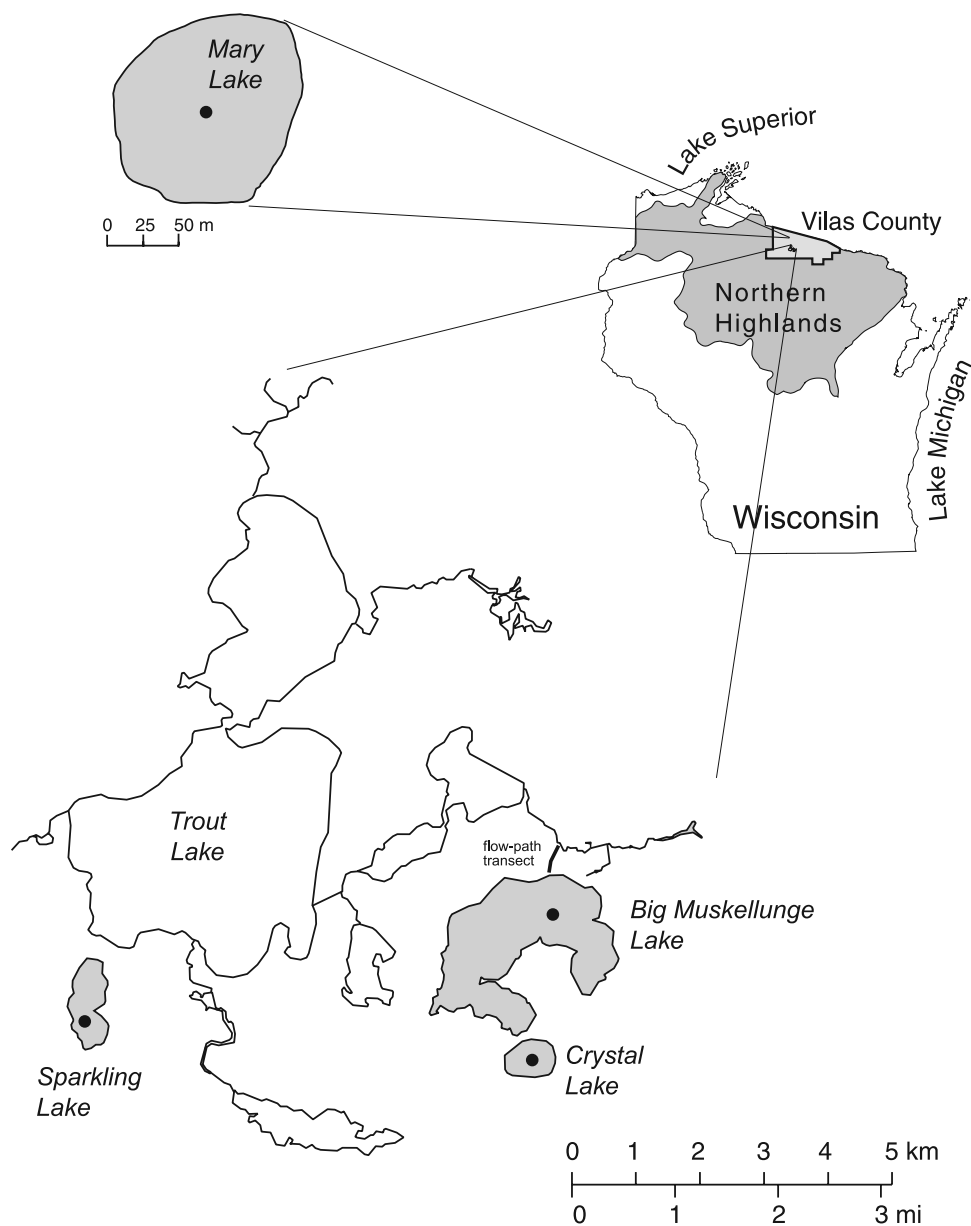 Mary
Lake
0 25 50 m
Lake Superior
Vilas County
Northern
Highlands
Lake Michigan
Wisconsin
Trout
Lake
flow-path
transect
Big Muskellunge
Lake
Sparkling
Lake
Crystal
Lake
0 1 2 3 4 5 km
0 1 2 3 mi